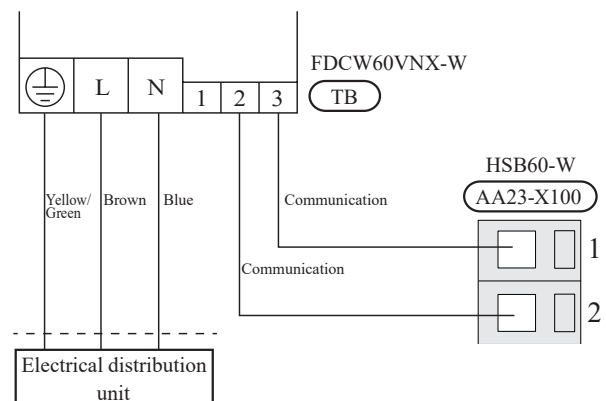 FDCW60VNX-W
L N 1 2 3 TB
HSB60-W
AA23-X100
Yellow/
Green
Brown
Blue
Communication
1
Communication
2
Electrical distribution
unit